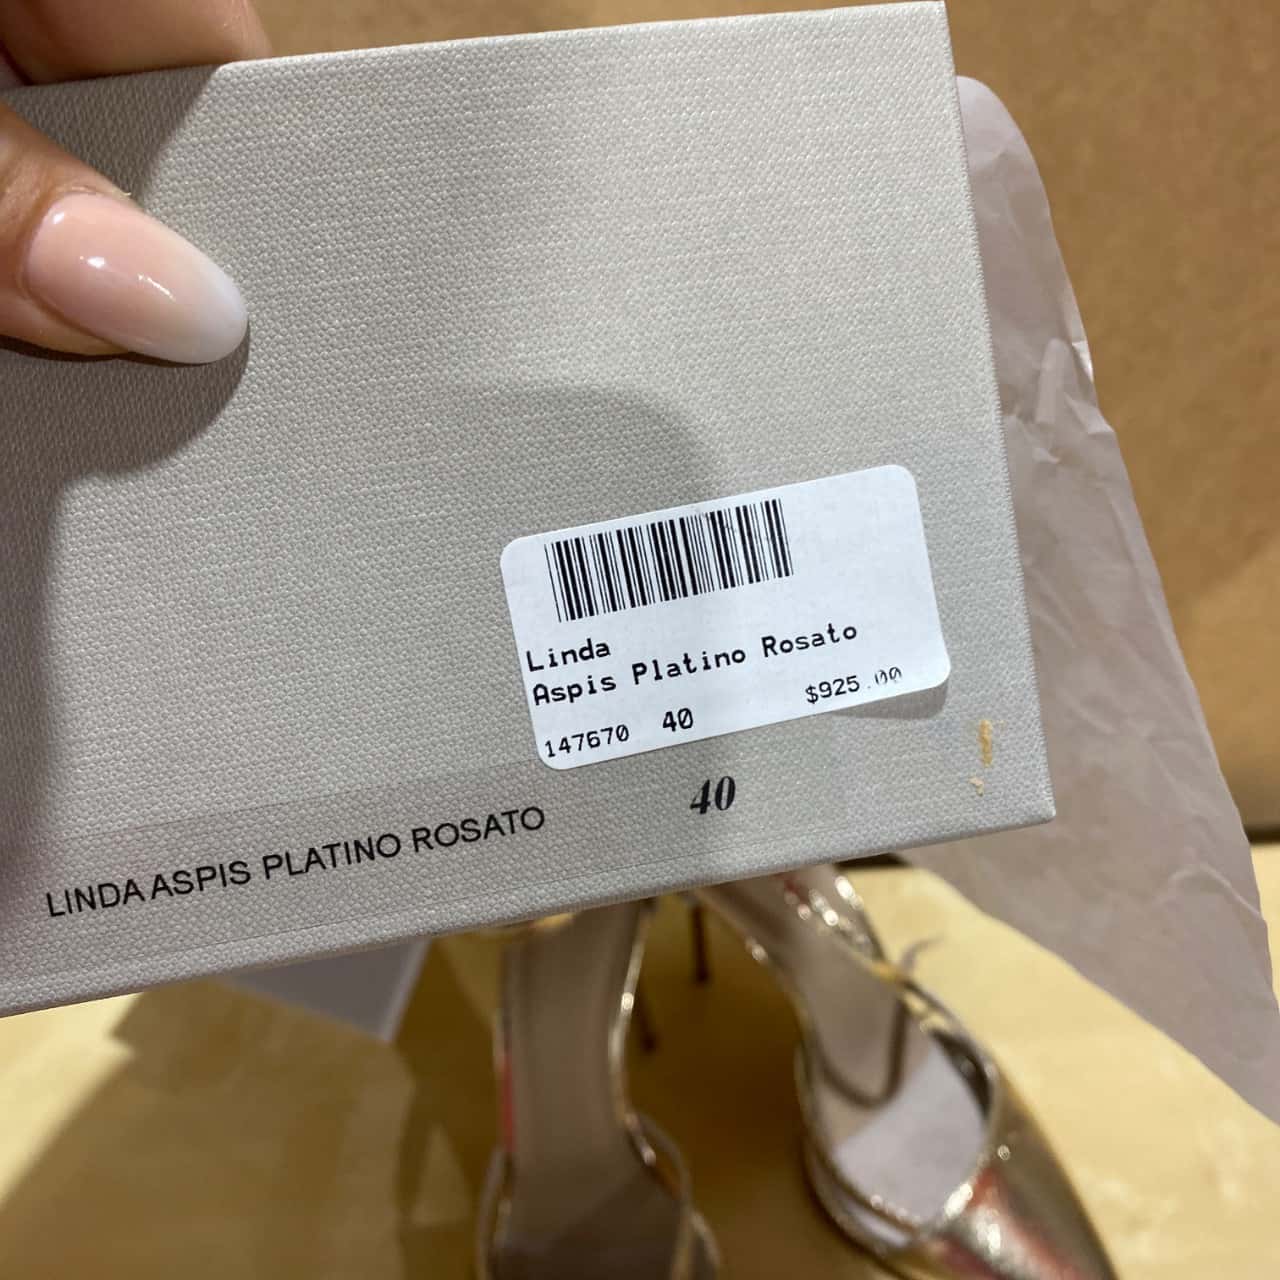 Linda
Aspis Platino Rosato
147670 40 $925.00
LINDA ASPIS PLATINO ROSATO 40